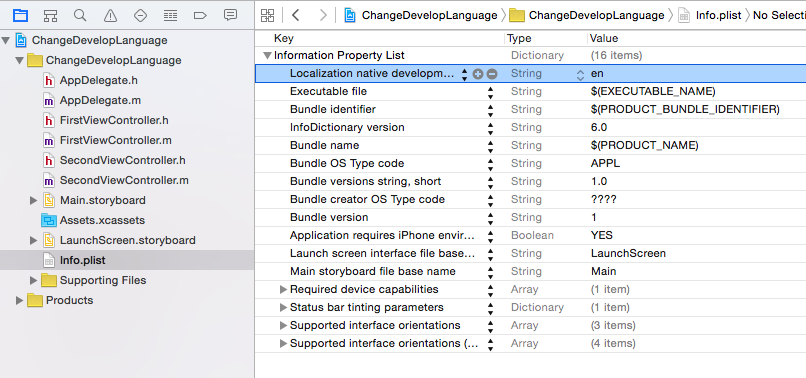 ChangeDevelopLanguage
ChangeDevelopLanguage
h AppDelegate.h
m AppDelegate.m
h FirstViewController.h
m FirstViewController.m
h SecondViewController.h
m SecondViewController.m
Main.storyboard
Assets.xcassets
LaunchScreen.storyboard
Info.plist
Supporting Files
Products
ChangeDevelopLanguage ChangeDevelopLanguage Info.plist No Selecti
Key Type Value
Information Property List Dictionary (16 items)
Localization native developm... String en
Executable file String $(EXECUTABLE_NAME)
Bundle identifier String $(PRODUCT_BUNDLE_IDENTIFIER)
InfoDictionary version String 6.0
Bundle name String $(PRODUCT_NAME)
Bundle OS Type code String APPL
Bundle versions string, short String 1.0
Bundle creator OS Type code String ????
Bundle version String 1
Application requires iPhone envir... Boolean YES
Launch screen interface file base... String LaunchScreen
Main storyboard file base name String Main
Required device capabilities Array (1 item)
Status bar tinting parameters Dictionary (1 item)
Supported interface orientations Array (3 items)
Supported interface orientations (... Array (4 items)